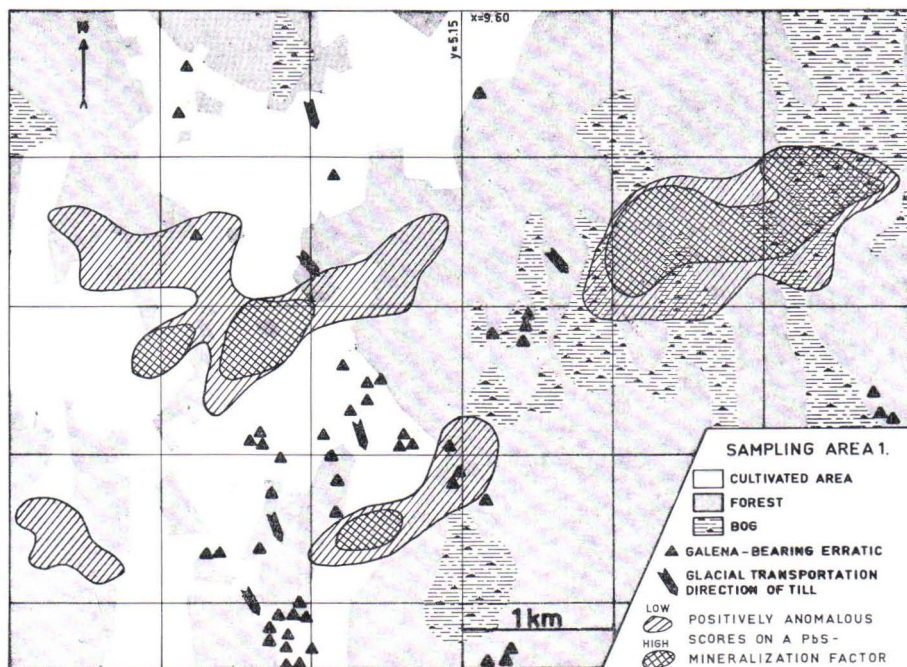 N
y=5.15
x=9.60
1km
SAMPLING AREA 1.
CULTIVATED AREA
FOREST
BOG
GALENA-BEARING ERRATIC
GLACIAL TRANSPORTATION
DIRECTION OF TILL
LOW
POSITIVELY ANOMALOUS
SCORES ON A PbS-
HIGH
MINERALIZATION FACTOR